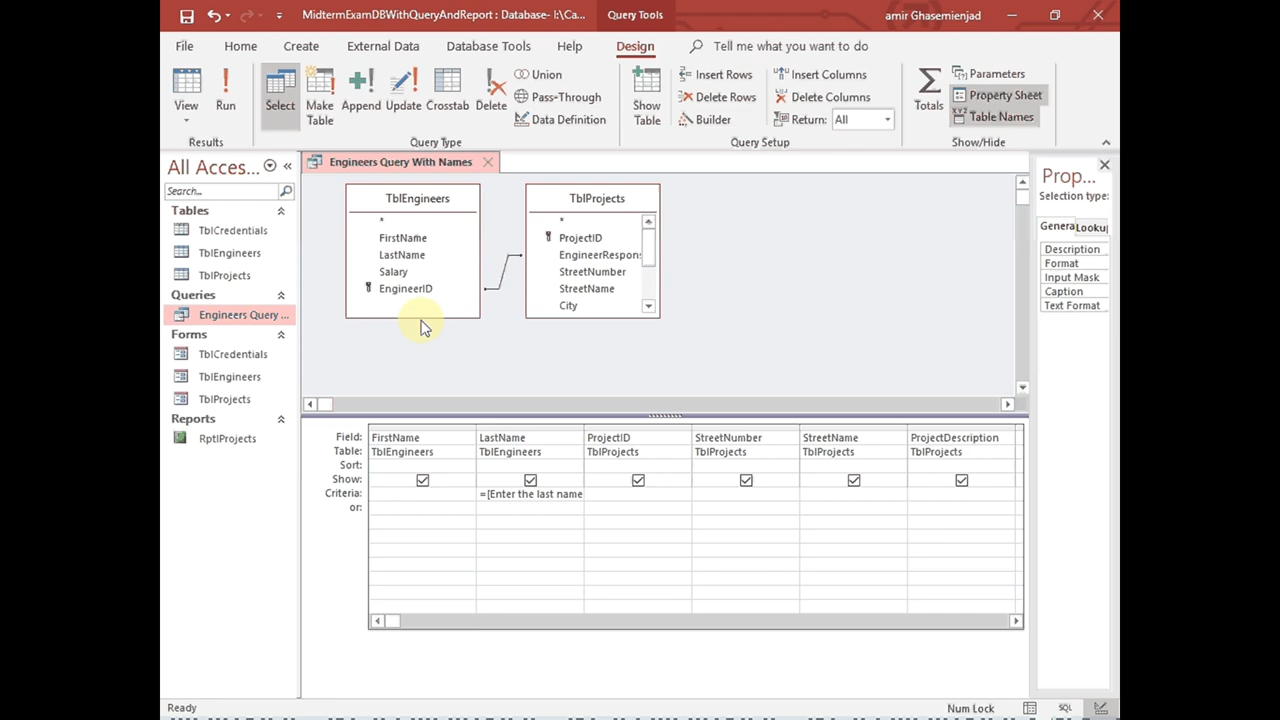 MidtermExamDBWithQueryAndReport : Database- I:\Ca... Query Tools amir Ghasemienjad
File Home Create External Data Database Tools Help Design Tell me what you want to do
View Run Select Make Table Append Update Crosstab Delete
Union
Pass-Through
Data Definition
Show Table
Insert Rows
Delete Rows
Builder
Insert Columns
Delete Columns
Return: All
Totals
Parameters
Property Sheet
Table Names
Results Query Type Query Setup Show/Hide
All Acces...
Search...
Tables
TblCredentials
TblEngineers
TblProjects
Queries
Engineers Query ...
Forms
TblCredentials
TblEngineers
TblProjects
Reports
RptlProjects
Engineers Query With Names
TblEngineers
*
FirstName
LastName
Salary
EngineerID
TblProjects
*
ProjectID
EngineerRespon
StreetNumber
StreetName
City
Field: FirstName LastName ProjectID StreetNumber StreetName ProjectDescription
Table: TblEngineers TblEngineers TblProjects TblProjects TblProjects TblProjects
Sort:
Show:
Criteria: =[Enter the last name
or:
Prop...
Selection type:
Genera Lookup
Description
Format
Input Mask
Caption
Text Format
Ready Num Lock SQL